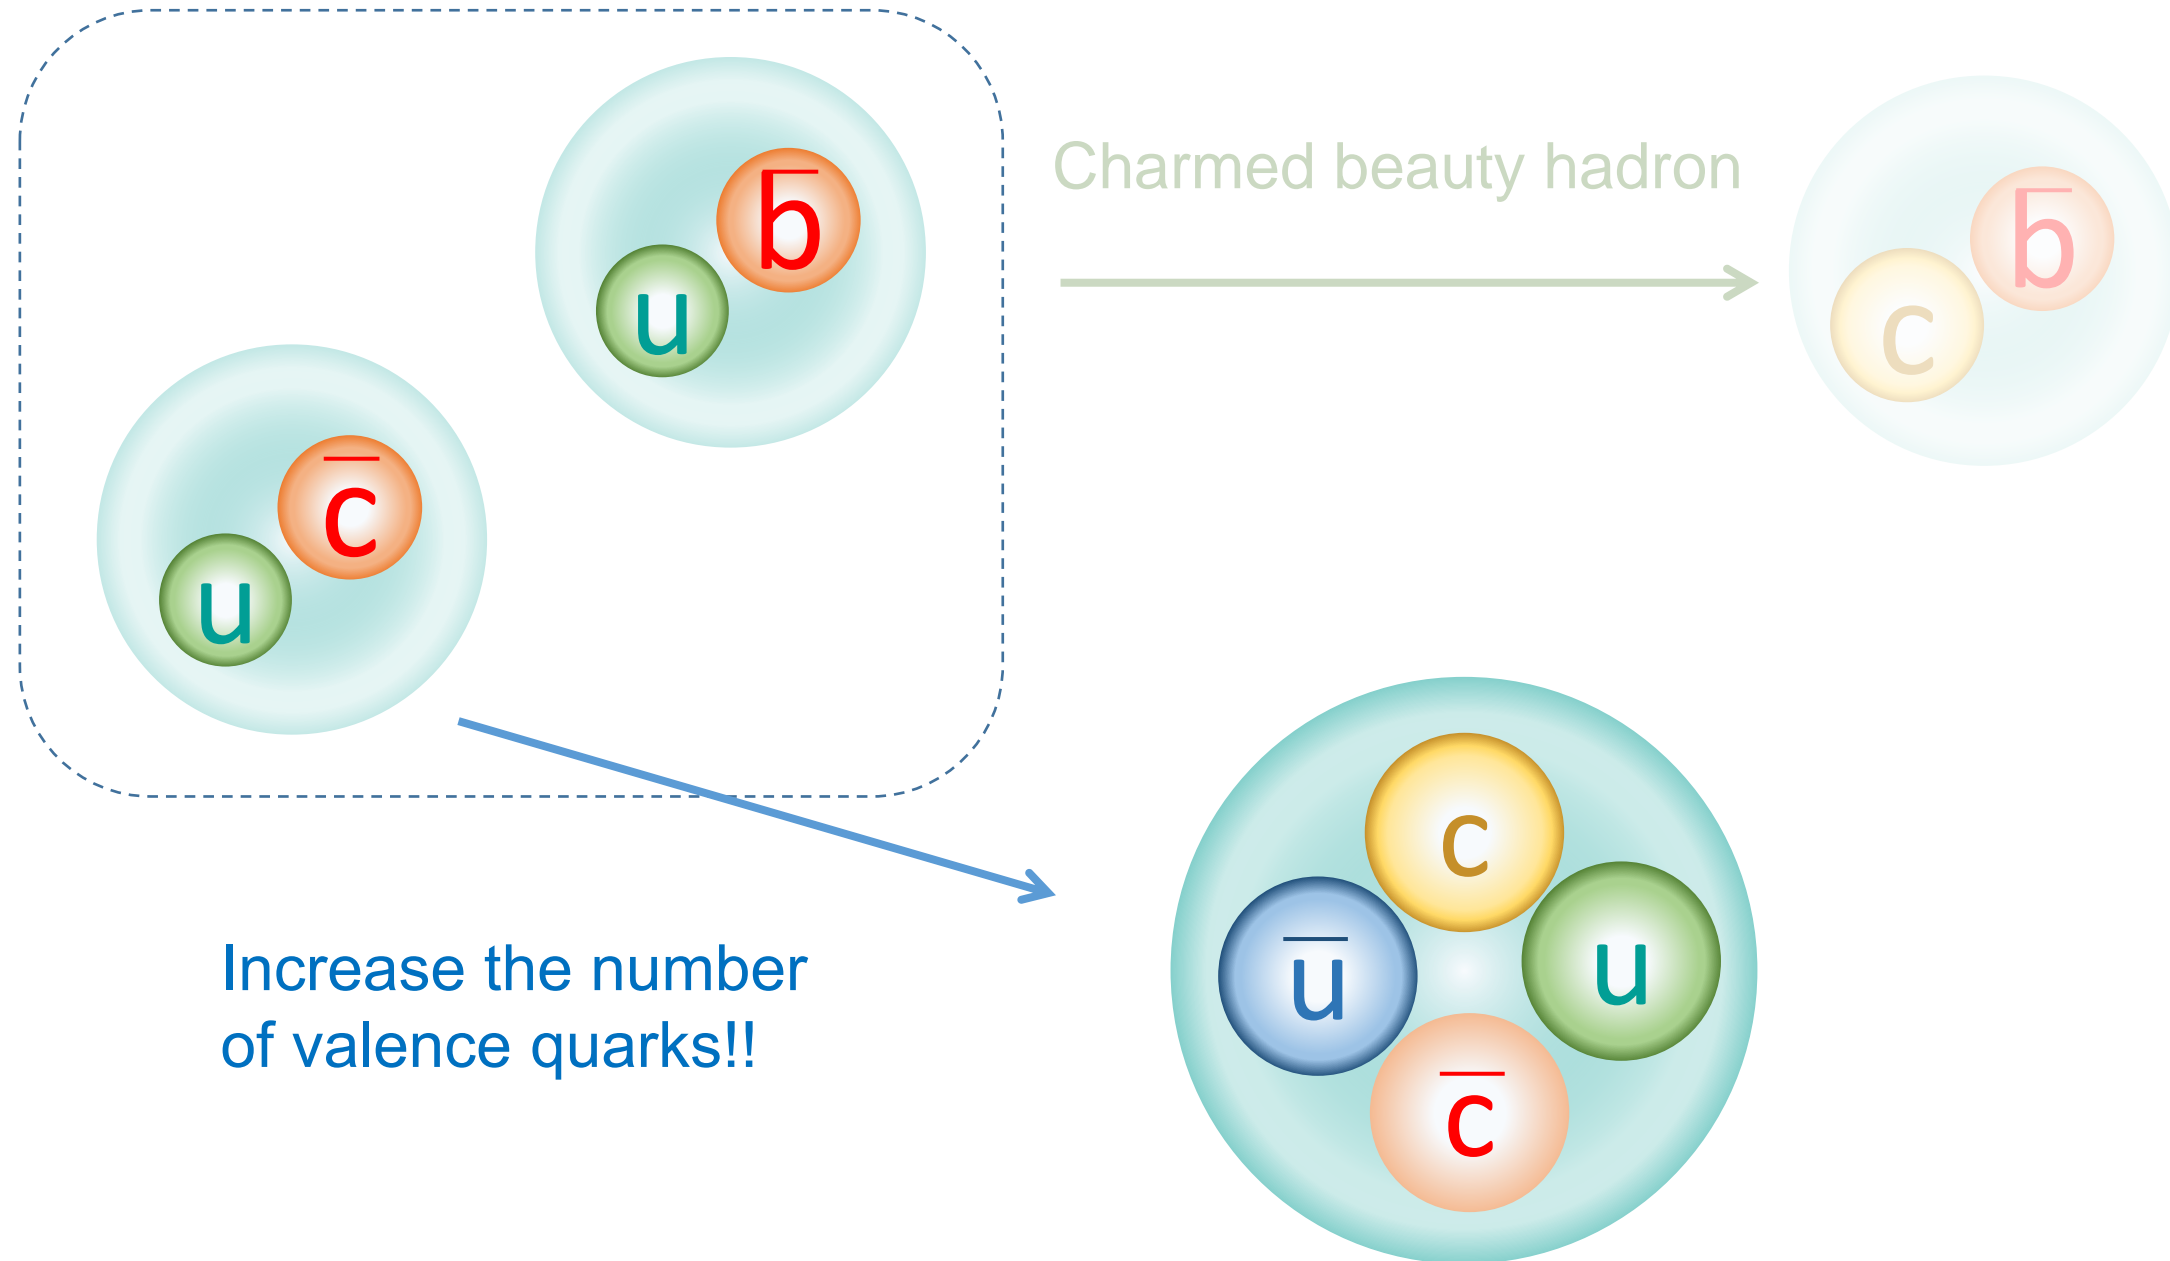 b̅
u
c̅
u
Charmed beauty hadron
b̅
c
Increase the number
of valence quarks!!
c
u̅
u
c̅